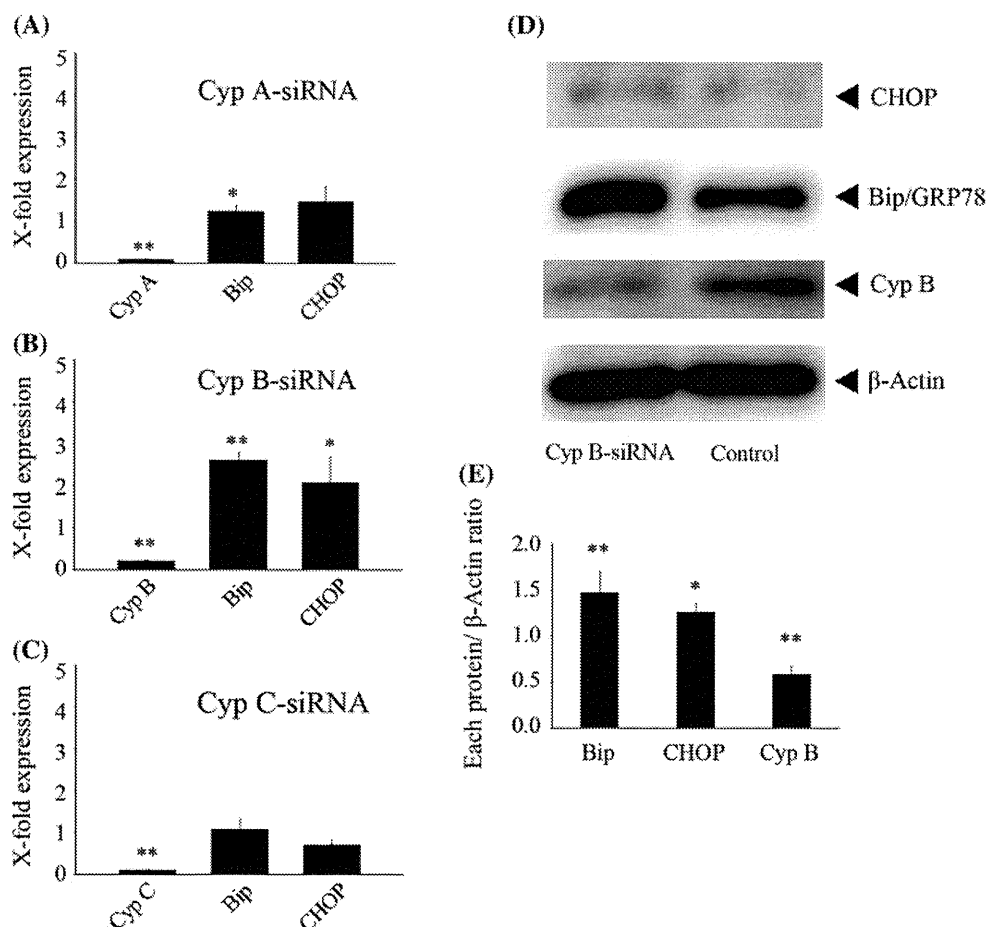 (A)
X-fold expression
5
4
3
2
1
0
Cyp A-siRNA
**
*
Cyp A
Bip
CHOP
(B)
X-fold expression
5
4
3
2
1
0
Cyp B-siRNA
**
**
*
Cyp B
Bip
CHOP
(C)
X-fold expression
5
4
3
2
1
0
Cyp C-siRNA
**
Cyp C
Bip
CHOP
(D)
CHOP
Bip/GRP78
Cyp B
β-Actin
Cyp B-siRNA Control
(E)
Each protein/ β-Actin ratio
2.0
1.5
1.0
0.5
0.0
**
*
**
Bip CHOP Cyp B